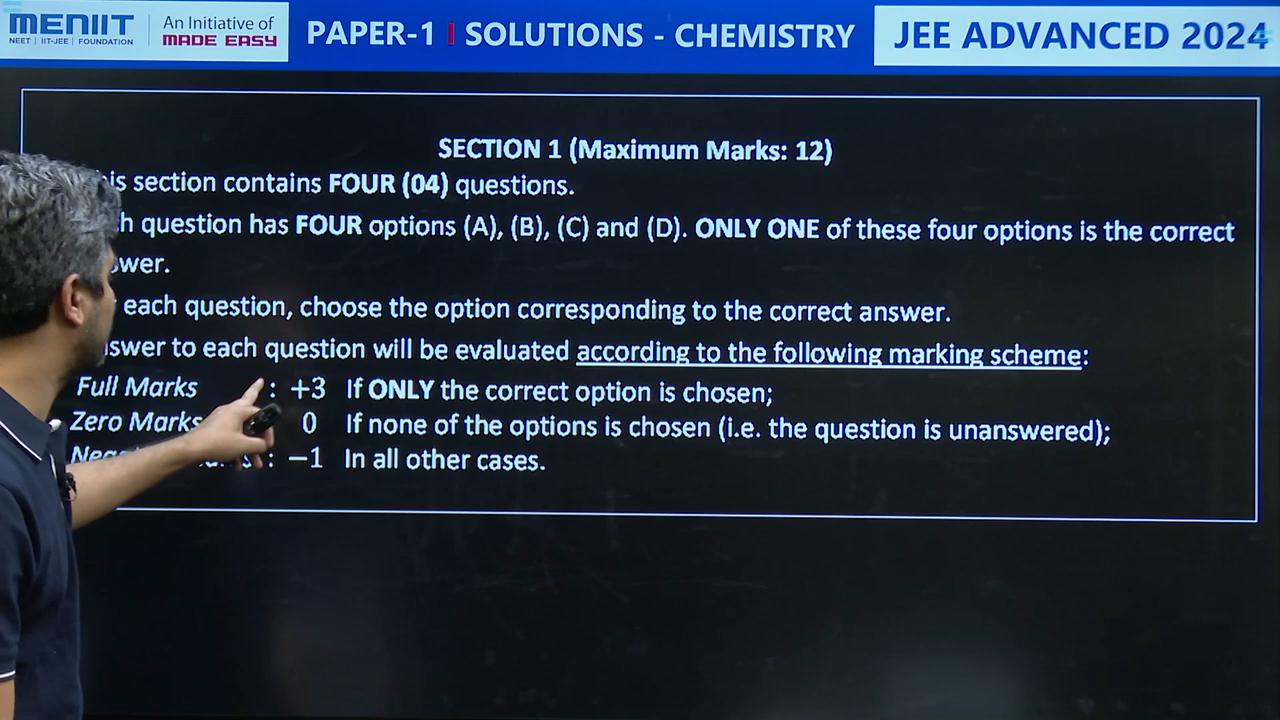 MENIIT
NEET | IIT-JEE | FOUNDATION
An Initiative of
MADE EASY
PAPER-1 | SOLUTIONS - CHEMISTRY
JEE ADVANCED 2024
SECTION 1 (Maximum Marks: 12)
is section contains FOUR (04) questions.
h question has FOUR options (A), (B), (C) and (D). ONLY ONE of these four options is the correct
swer.
each question, choose the option corresponding to the correct answer.
swer to each question will be evaluated according to the following marking scheme:
Full Marks : +3 If ONLY the correct option is chosen;
Zero Marks 0 If none of the options is chosen (i.e. the question is unanswered);
: −1 In all other cases.